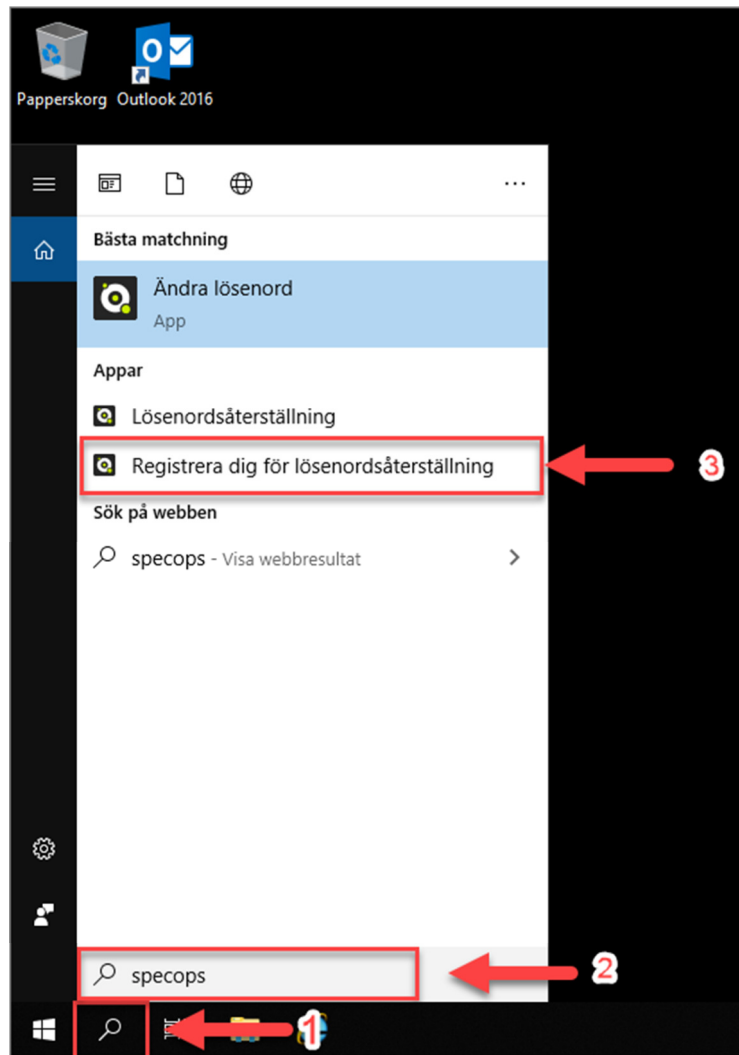 Papperskorg Outlook 2016
Bästa matchning
Ändra lösenord
App
Appar
Lösenordsåterställning
Registrera dig för lösenordsåterställning
3
Sök på webben
specops - Visa webbresultat
specops
2
1